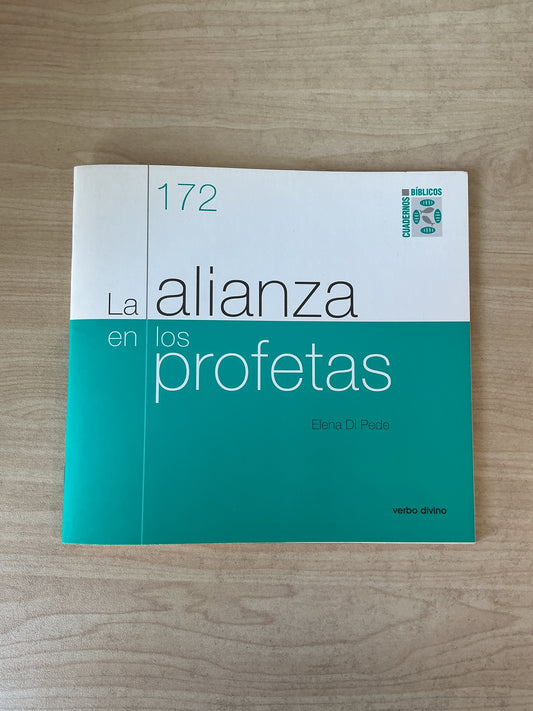 172
CUADERNOS BÍBLICOS
La alianza
en los
profetas
Elena Di Pede
verbo divino